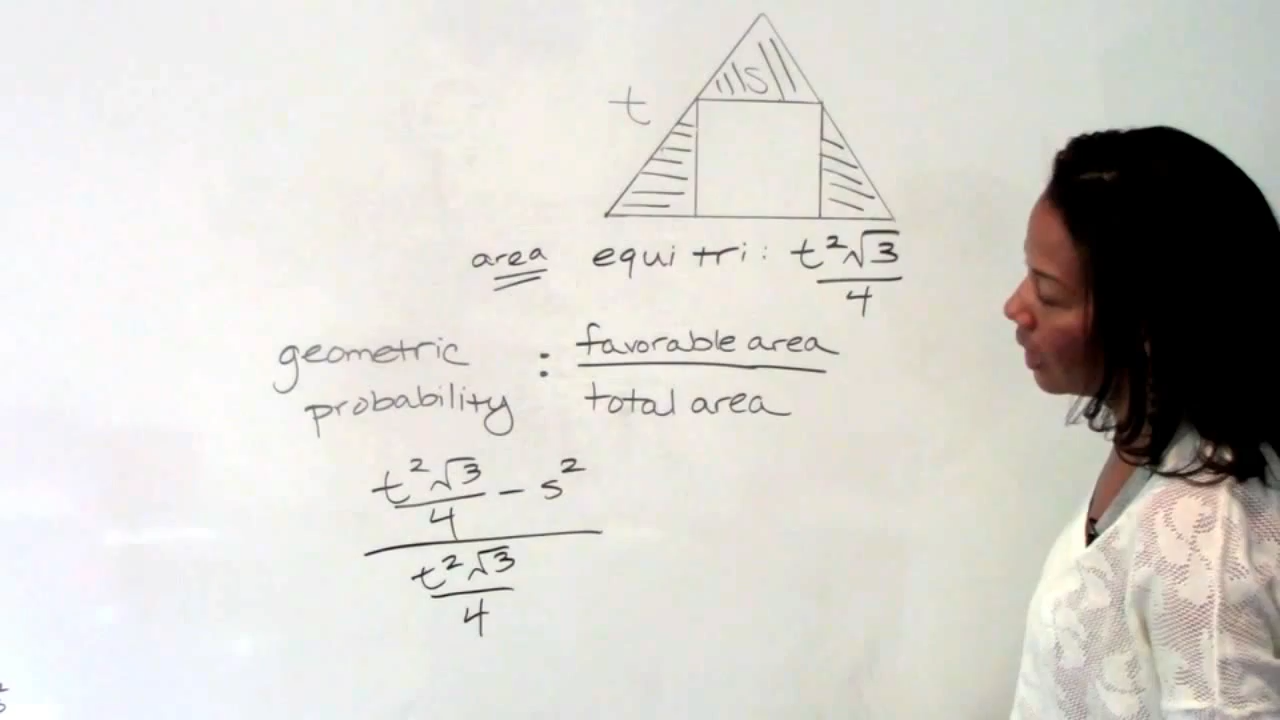 s
t
area equi tri: t²√3/4
geometric probability : favorable area/total area
(t²√3/4 - s²)/(t²√3/4)